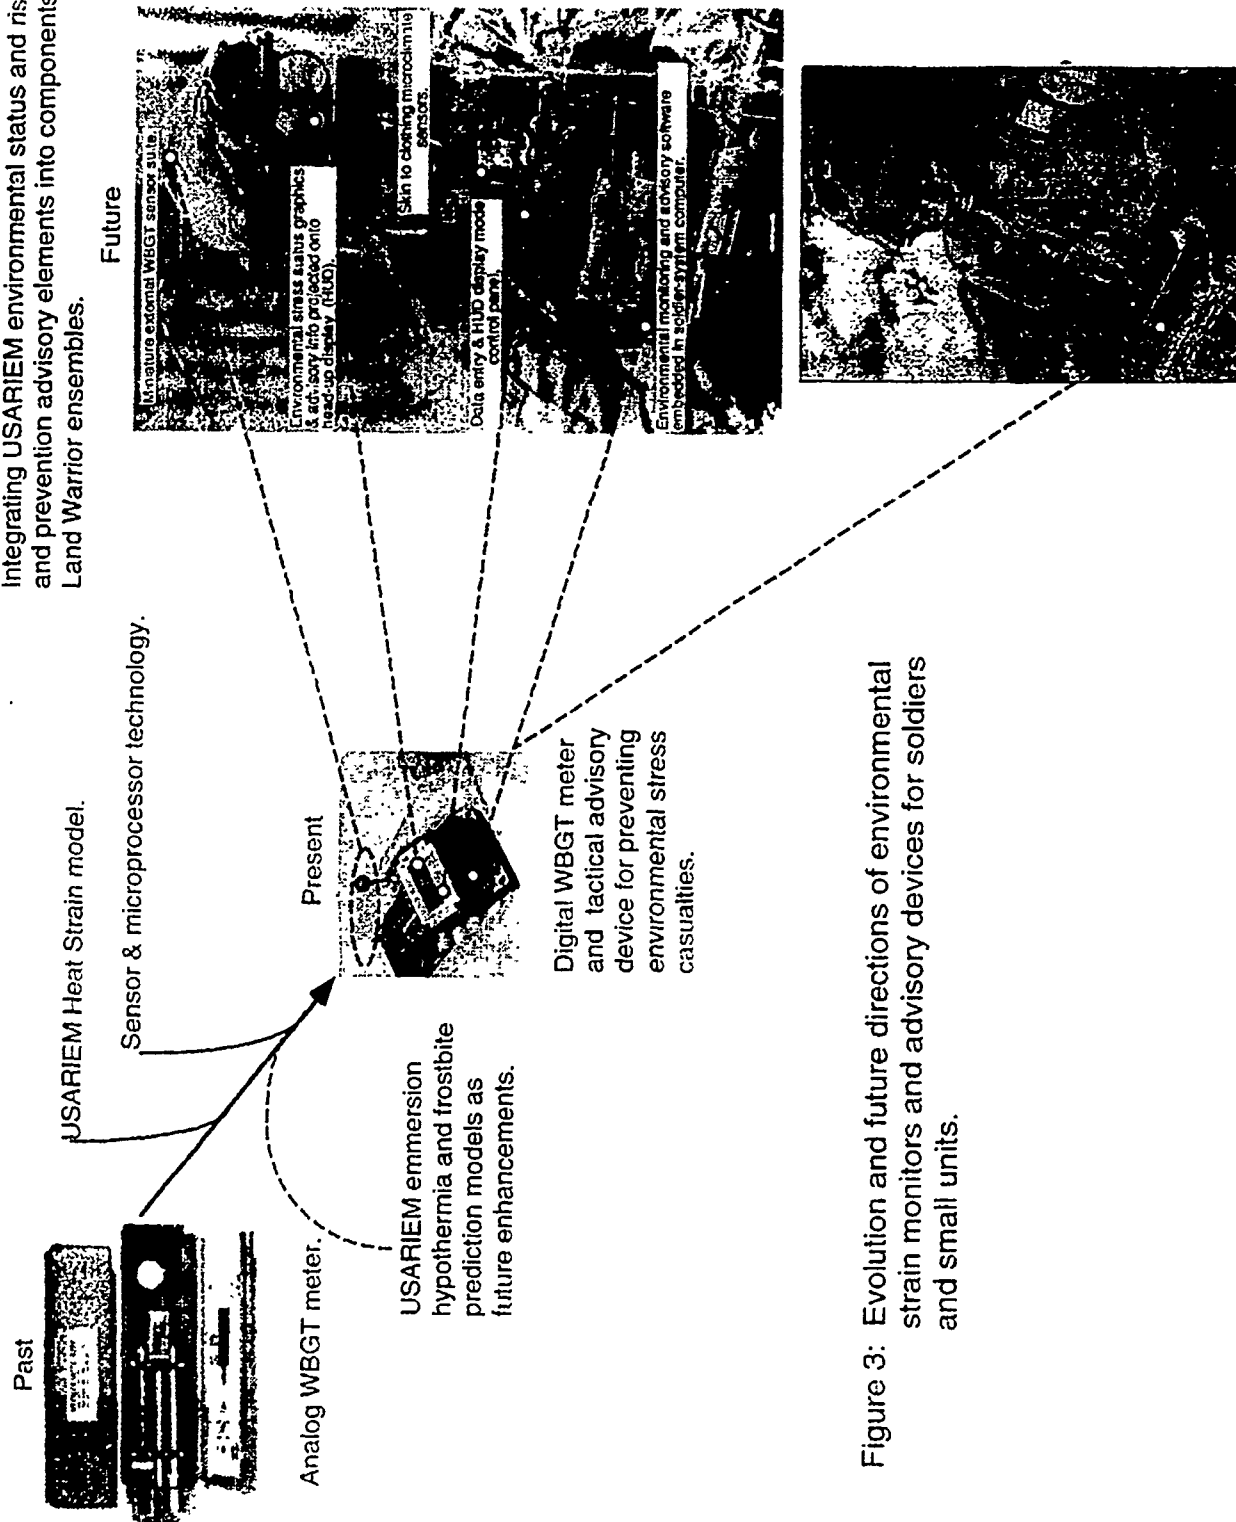 Past
Analog WBGT meter.
USARIEM Heat Strain model.
Sensor & microprocessor technology.
USARIEM emmersion
hypothermia and frostbite
prediction models as
future enhancements.
Present
Digital WBGT meter
and tactical advisory
device for preventing
environmental stress
casualties.
Future
Integrating USARIEM environmental status and ris
and prevention advisory elements into components
Land Warrior ensembles.
Miniature external WBGT sensor suite.
Environmental stress status graphics
& advisory info projected onto
head-up display (HUD).
Skin to clothing microclimate
sensors.
Data entry & HUD display mode
control panel.
Environmental monitoring and advisory software
embedded in soldier-system computer.
Figure 3: Evolution and future directions of environmental
strain monitors and advisory devices for soldiers
and small units.